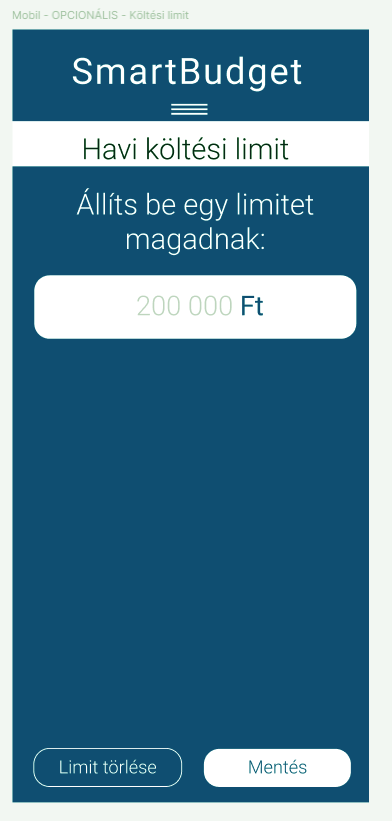 Mobil - OPCIONÁLIS - Költési limit
SmartBudget
Havi költési limit
Állíts be egy limitet
magadnak:
200 000 Ft
Limit törlése
Mentés